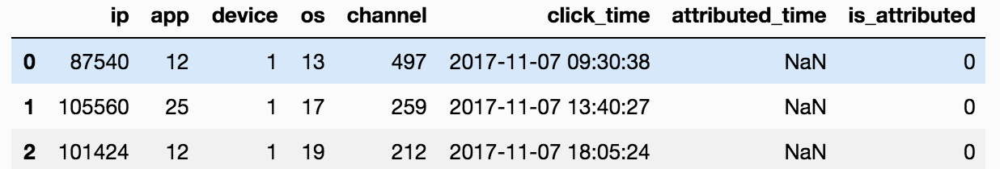 ip app device os channel click_time attributed_time is_attributed
0 87540 12 1 13 497 2017-11-07 09:30:38 NaN 0
1 105560 25 1 17 259 2017-11-07 13:40:27 NaN 0
2 101424 12 1 19 212 2017-11-07 18:05:24 NaN 0